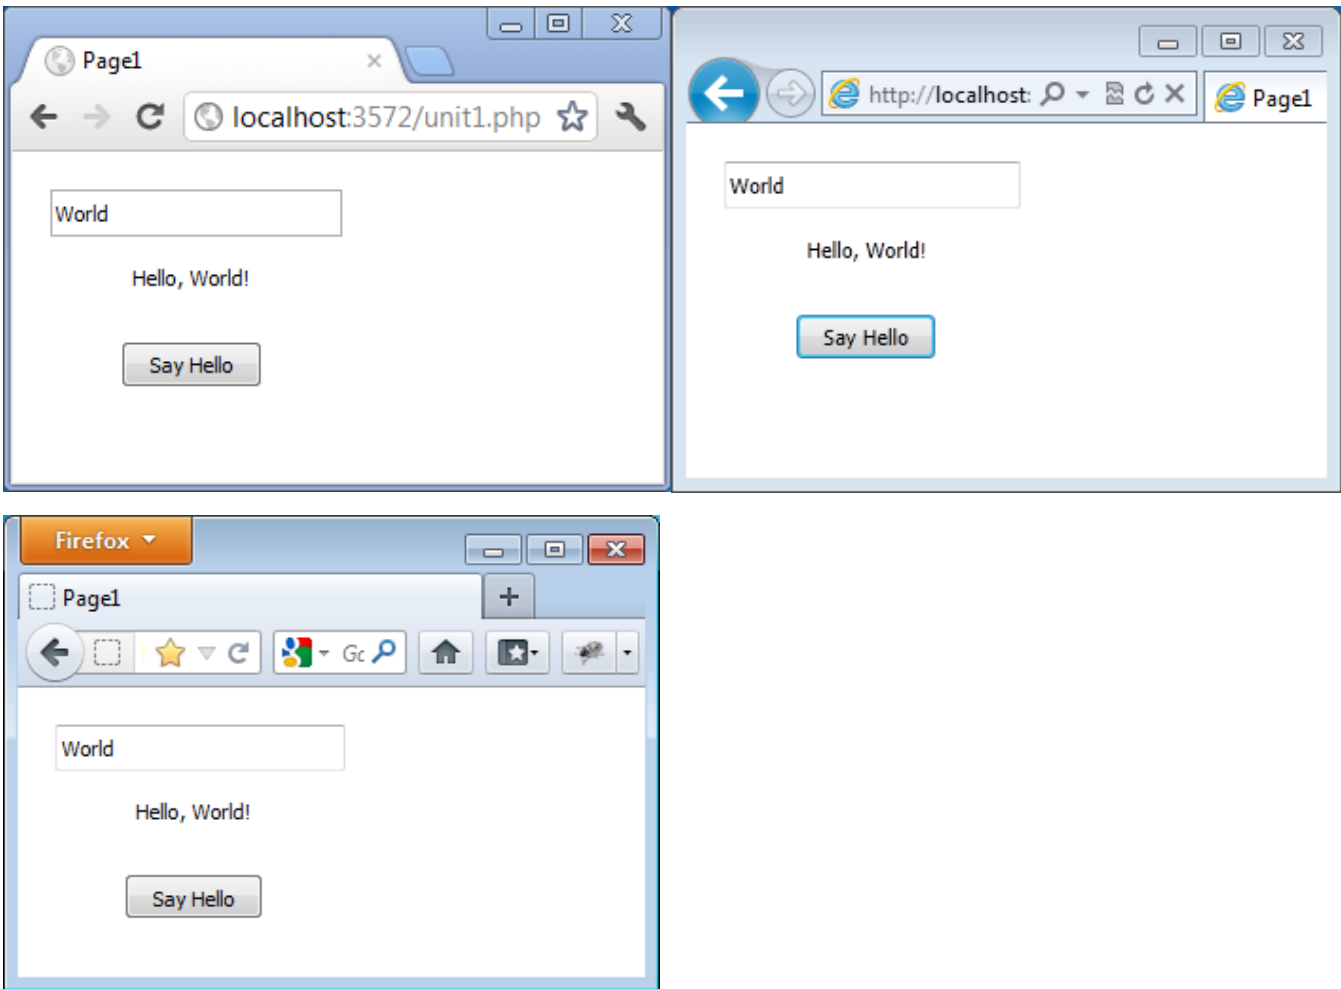 Page1
localhost:3572/unit1.php
World
Hello, World!
Say Hello
http://localhost:
Page1
World
Hello, World!
Say Hello
Firefox
Page1
Go
World
Hello, World!
Say Hello